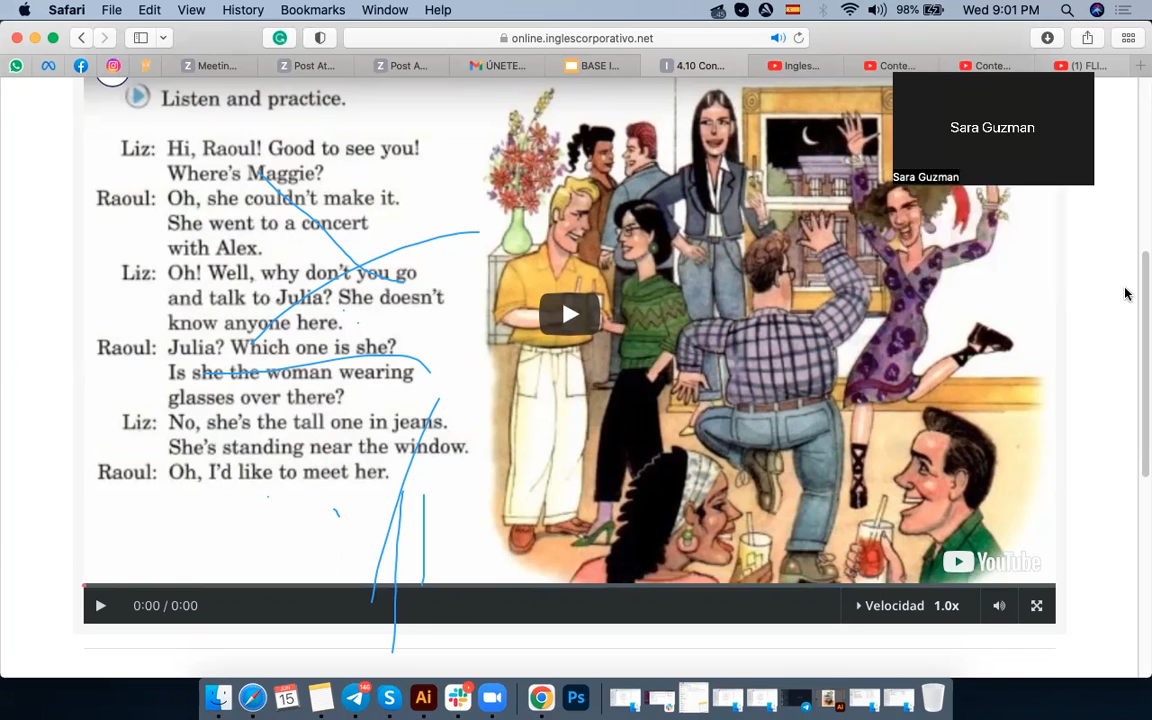 Safari File Edit View History Bookmarks Window Help 98% Wed 9:01 PM
online.inglescorporativo.net
Z Meetin... Z Post At... Z Post A... ÚNETE... BASE I... I 4.10 Con... Ingles... Conte... Conte... (1) FLI...
Listen and practice.
Sara Guzman
Sara Guzman
Liz: Hi, Raoul! Good to see you!
Where's Maggie?
Raoul: Oh, she couldn't make it.
She went to a concert
with Alex.
Liz: Oh! Well, why don't you go
and talk to Julia? She doesn't
know anyone here.
Raoul: Julia? Which one is she?
Is she the woman wearing
glasses over there?
Liz: No, she's the tall one in jeans.
She's standing near the window.
Raoul: Oh, I'd like to meet her.
YouTube
0:00 / 0:00 Velocidad 1.0x
JUN
15
Ai
Ps